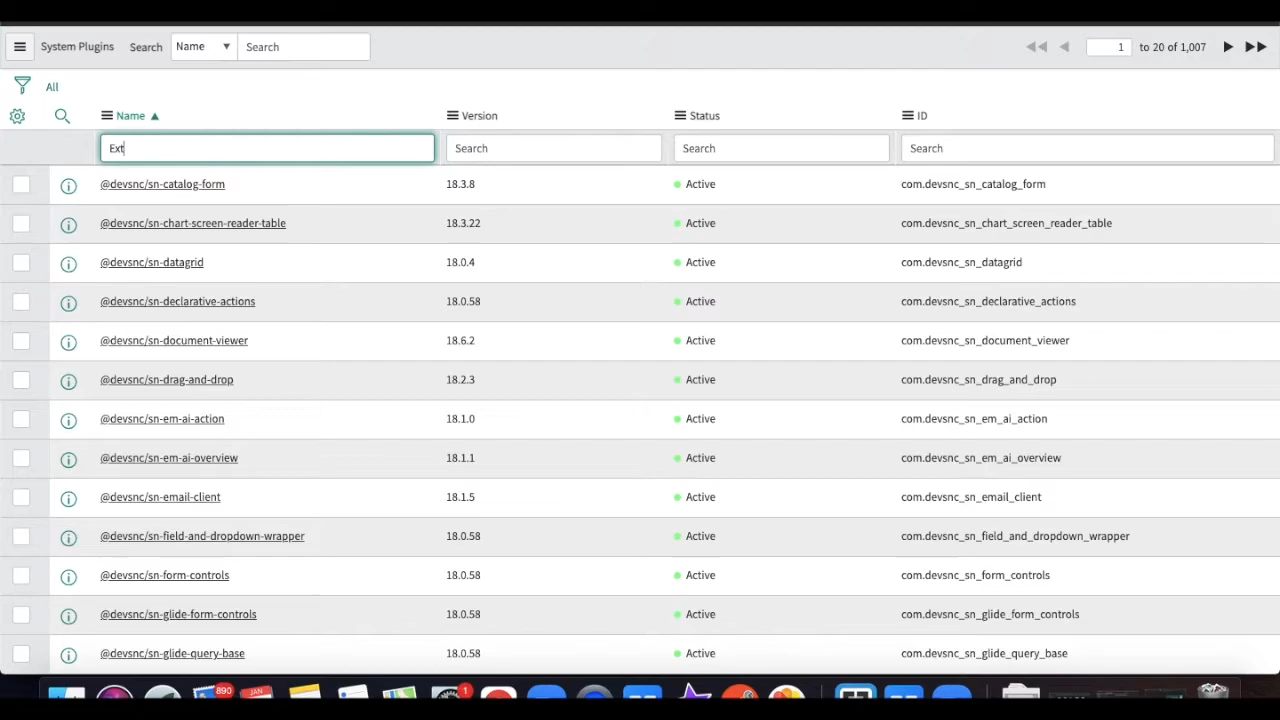 System Plugins Search Name ▼ Search 1 to 20 of 1,007
All
Name ▲ Version Status ID
Ext Search Search Search
@devsnc/sn-catalog-form 18.3.8 Active com.devsnc_sn_catalog_form
@devsnc/sn-chart-screen-reader-table 18.3.22 Active com.devsnc_sn_chart_screen_reader_table
@devsnc/sn-datagrid 18.0.4 Active com.devsnc_sn_datagrid
@devsnc/sn-declarative-actions 18.0.58 Active com.devsnc_sn_declarative_actions
@devsnc/sn-document-viewer 18.6.2 Active com.devsnc_sn_document_viewer
@devsnc/sn-drag-and-drop 18.2.3 Active com.devsnc_sn_drag_and_drop
@devsnc/sn-em-ai-action 18.1.0 Active com.devsnc_sn_em_ai_action
@devsnc/sn-em-ai-overview 18.1.1 Active com.devsnc_sn_em_ai_overview
@devsnc/sn-email-client 18.1.5 Active com.devsnc_sn_email_client
@devsnc/sn-field-and-dropdown-wrapper 18.0.58 Active com.devsnc_sn_field_and_dropdown_wrapper
@devsnc/sn-form-controls 18.0.58 Active com.devsnc_sn_form_controls
@devsnc/sn-glide-form-controls 18.0.58 Active com.devsnc_sn_glide_form_controls
@devsnc/sn-glide-query-base 18.0.58 Active com.devsnc_sn_glide_query_base
890 JAN 1